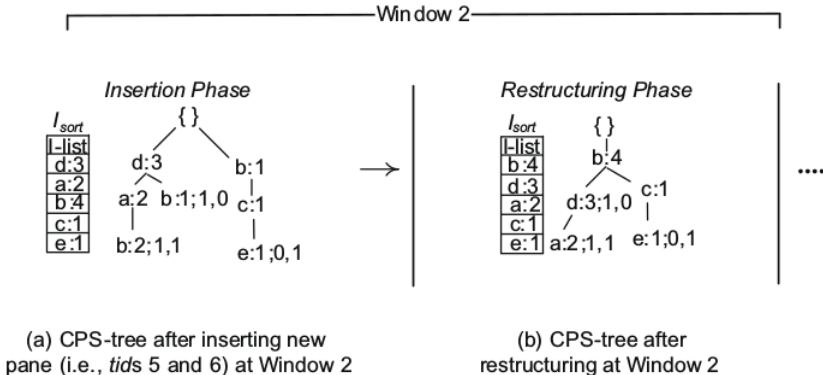 Window 2
Insertion Phase
I sort
{ }
I-list
d:3
a:2
b:4
c:1
e:1
d:3
b:1
a:2
b:1;1,0
c:1
b:2;1,1
e:1;0,1
Restructuring Phase
I sort
{ }
I-list
b:4
d:3
a:2
c:1
e:1
b:4
d:3;1,0
c:1
a:2;1,1
e:1;0,1
....
(a) CPS-tree after inserting new
pane (i.e., tids 5 and 6) at Window 2
(b) CPS-tree after
restructuring at Window 2